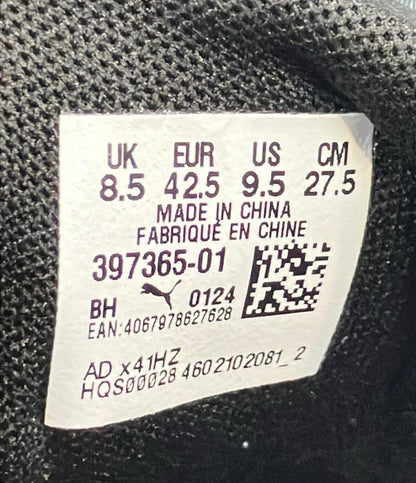 UK EUR US CM
8.5 42.5 9.5 27.5
MADE IN CHINA
FABRIQUÉ EN CHINE
397365-01
BH 0124
EAN:4067978627628
AD x41HZ
HQS00028 4602102081_2